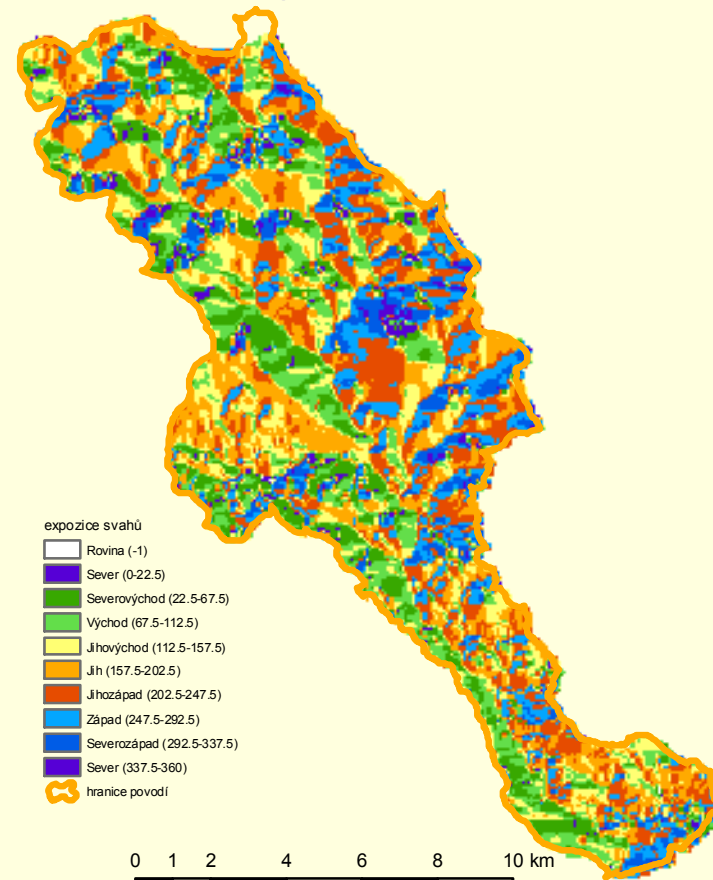 expozice svahů
Rovina (-1)
Sever (0-22.5)
Severovýchod (22.5-67.5)
Východ (67.5-112.5)
Jihovýchod (112.5-157.5)
Jih (157.5-202.5)
Jihozápad (202.5-247.5)
Západ (247.5-292.5)
Severozápad (292.5-337.5)
Sever (337.5-360)
hranice povodí
0 1 2 4 6 8 10 km